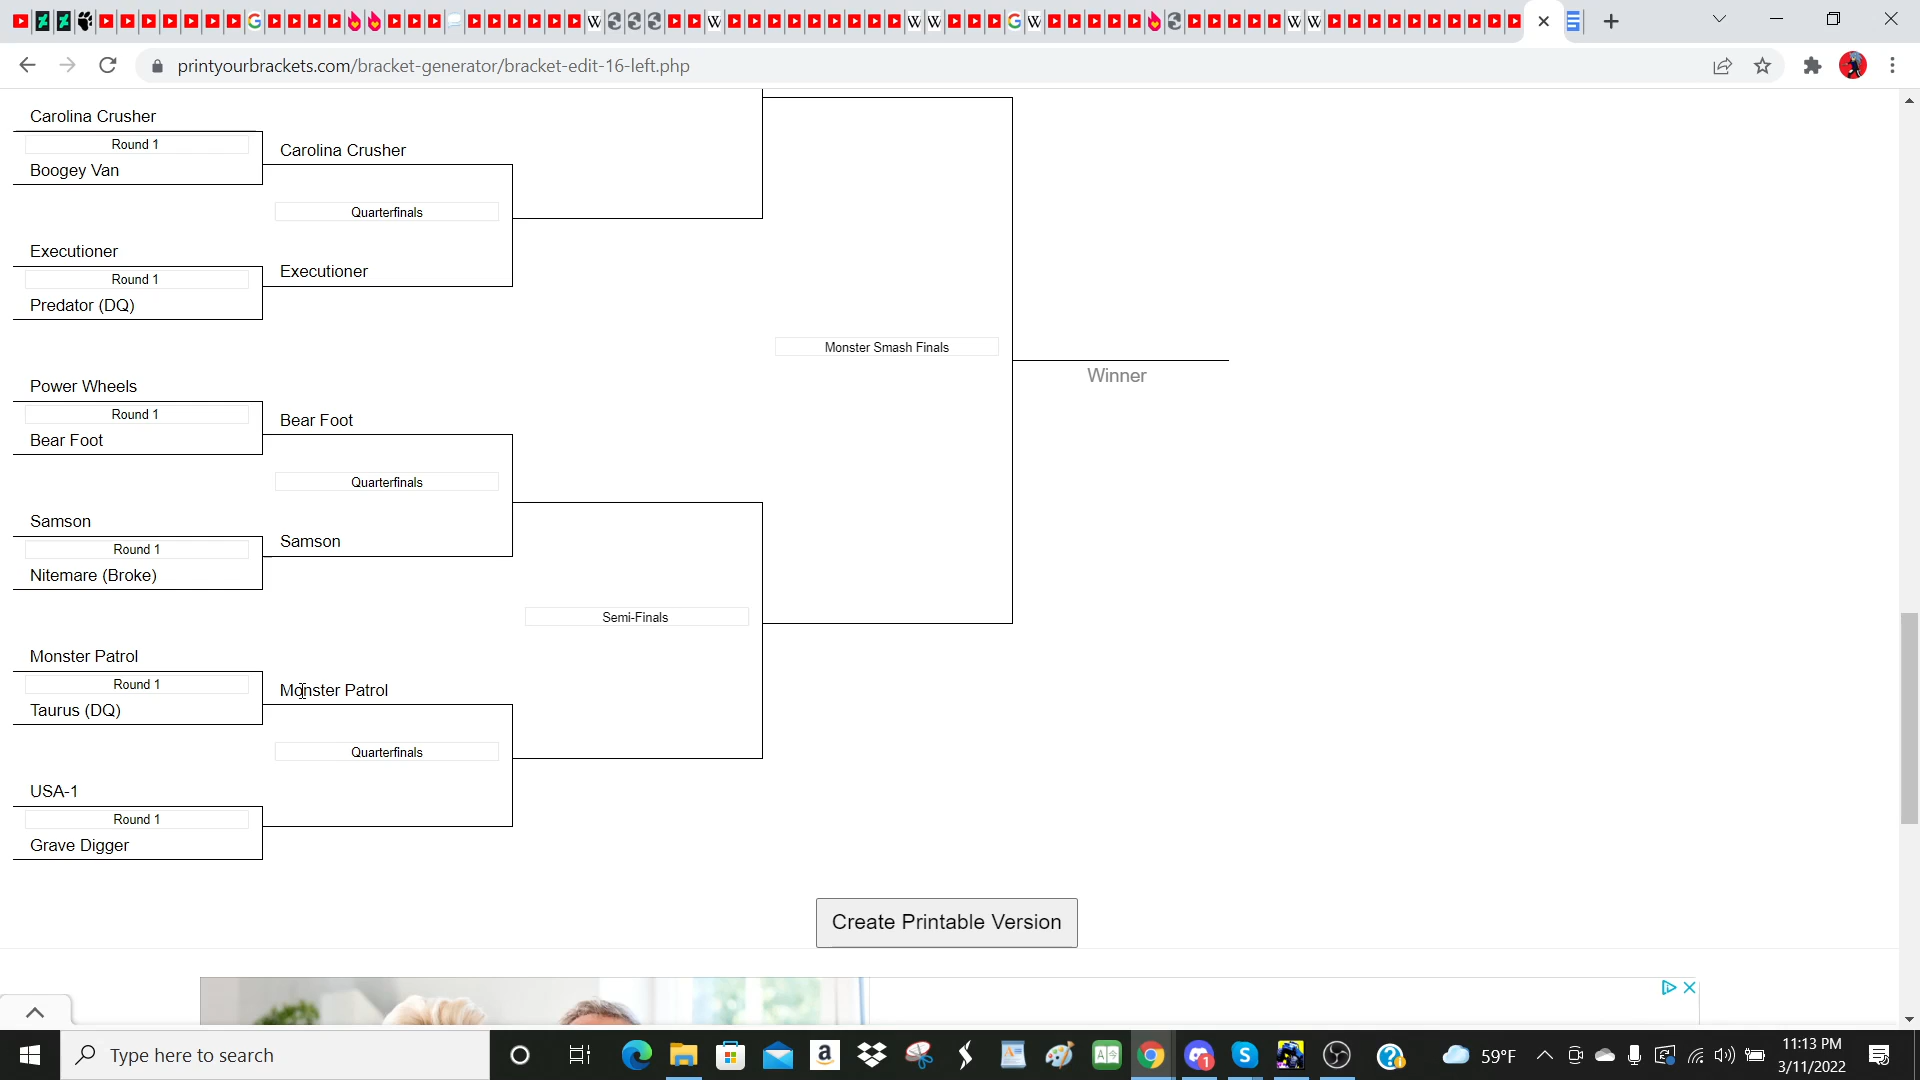 printyourbrackets.com/bracket-generator/bracket-edit-16-left.php
Carolina Crusher
Round 1
Boogey Van
Carolina Crusher
Quarterfinals
Executioner
Round 1
Predator (DQ)
Executioner
Monster Smash Finals
Winner
Power Wheels
Round 1
Bear Foot
Bear Foot
Quarterfinals
Samson
Round 1
Nitemare (Broke)
Samson
Semi-Finals
Monster Patrol
Round 1
Taurus (DQ)
Monster Patrol
Quarterfinals
USA-1
Round 1
Grave Digger
Create Printable Version
Type here to search
59°F
11:13 PM
3/11/2022